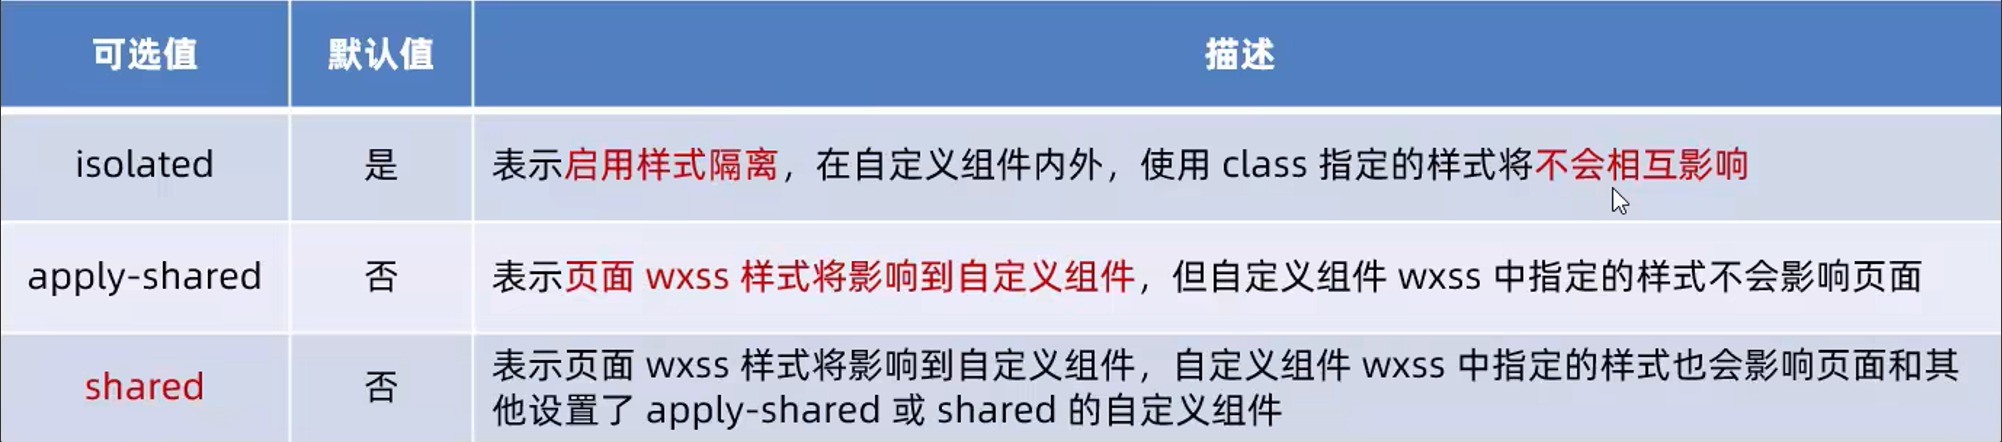 可选值 默认值 描述
isolated 是 表示启用样式隔离，在自定义组件内外，使用 class 指定的样式将不会相互影响
apply-shared 否 表示页面 wxss 样式将影响到自定义组件，但自定义组件 wxss 中指定的样式不会影响页面
shared 否 表示页面 wxss 样式将影响到自定义组件，自定义组件 wxss 中指定的样式也会影响页面和其
他设置了 apply-shared 或 shared 的自定义组件